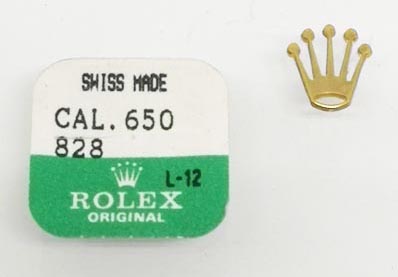 SWISS MADE
CAL. 650
828
L-12
ROLEX
ORIGINAL